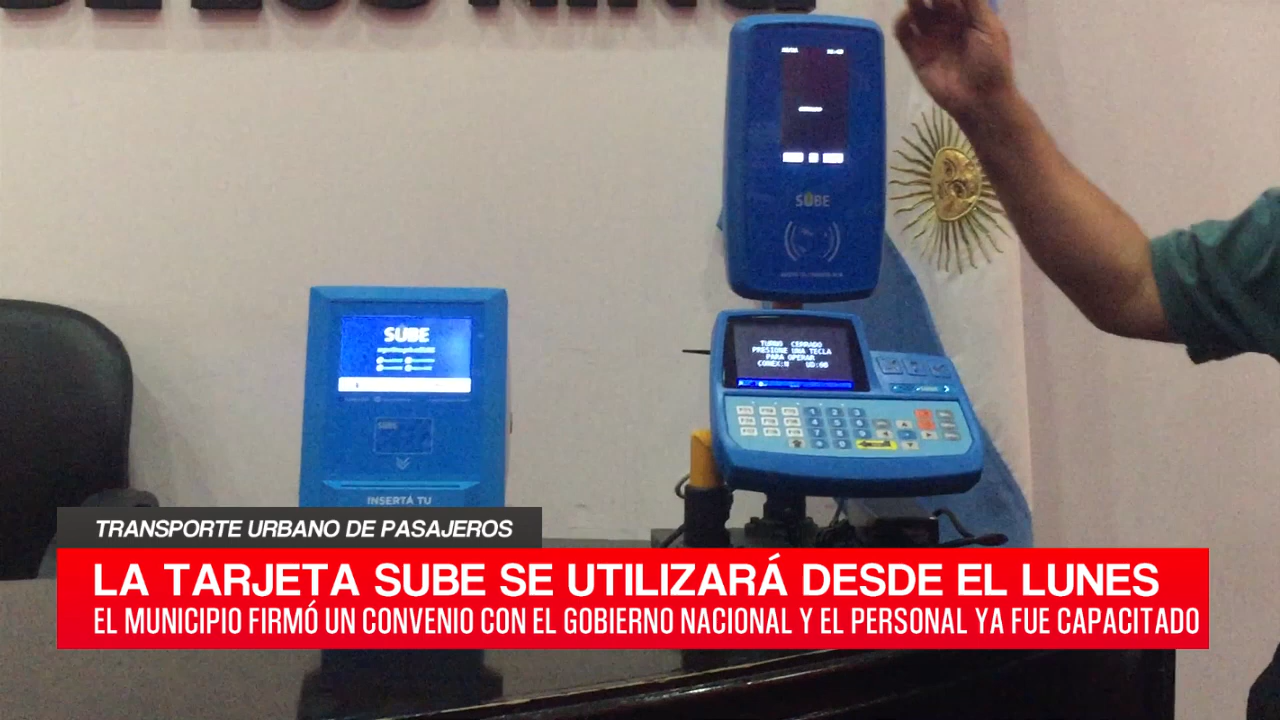 SUBE
TURNO CERRADO
PRESIONE UNA TECLA
PARA OPERAR
SUBE
SUBE
INSERTÁ TU
TRANSPORTE URBANO DE PASAJEROS
LA TARJETA SUBE SE UTILIZARÁ DESDE EL LUNES
EL MUNICIPIO FIRMÓ UN CONVENIO CON EL GOBIERNO NACIONAL Y EL PERSONAL YA FUE CAPACITADO